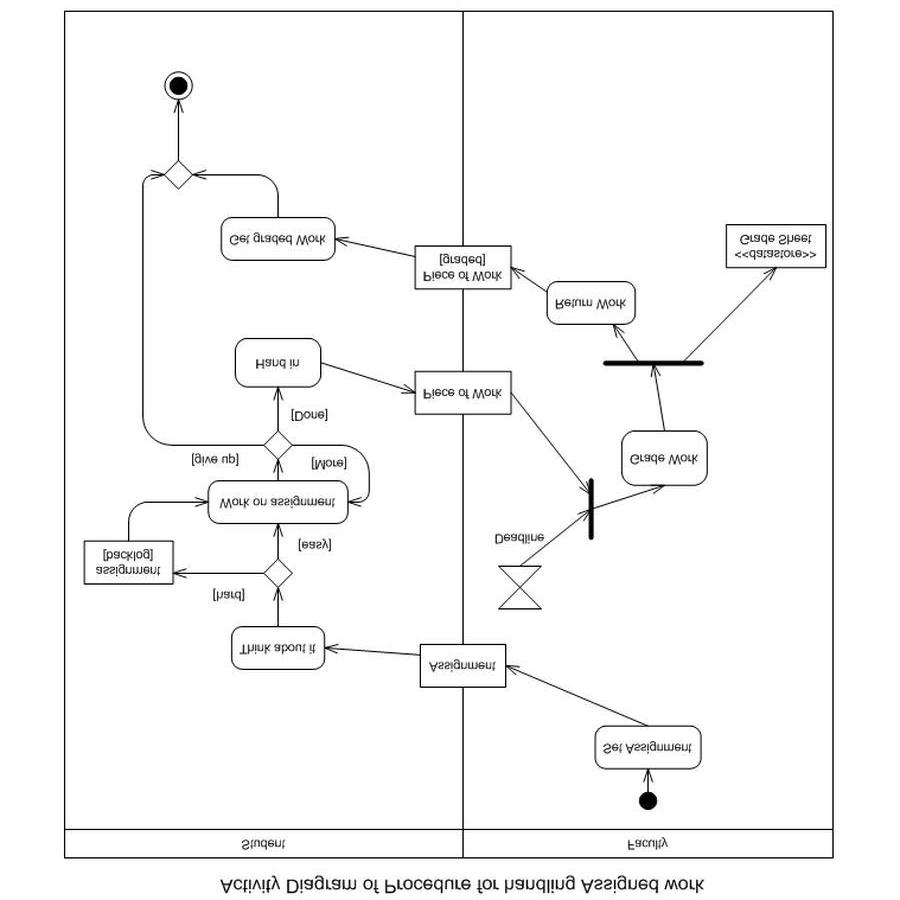 Activity Diagram of Procedure for handling Assigned work
Student
Faculty
Set Assignment
Assignment
Think about it
[hard]
assignment
[backlog]
[easy]
Deadline
Work on assignment
[give up]
[More]
Grade Work
[Done]
Piece of Work
Hand in
Return Work
Piece of Work
[graded]
<<datastore>>
Grade Sheet
Get graded Work